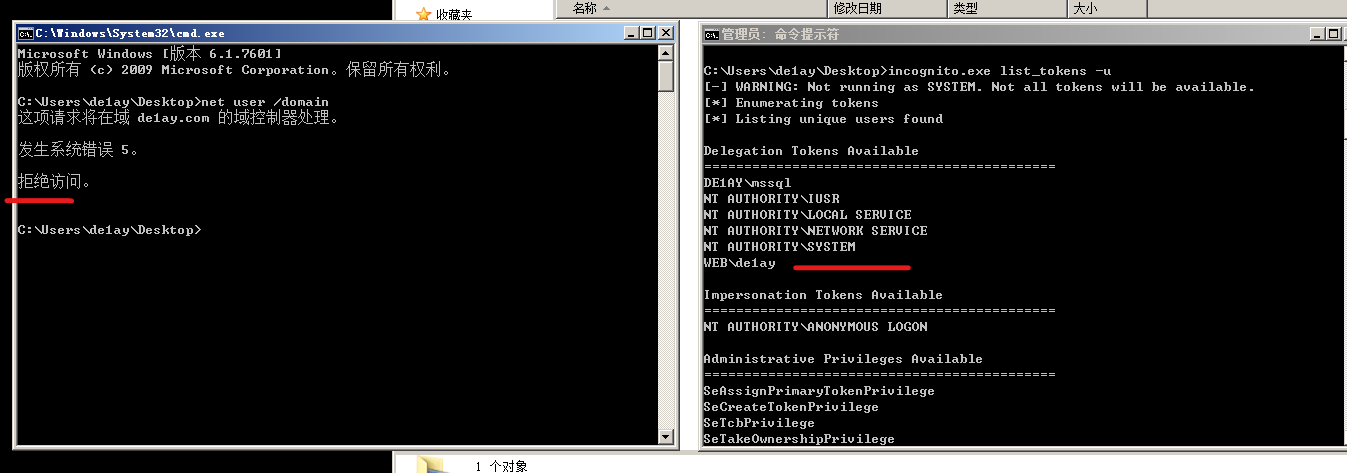 收藏夹
名称
修改日期
类型
大小
C:\Windows\System32\cmd.exe
Microsoft Windows [版本 6.1.7601]
版权所有 (c) 2009 Microsoft Corporation。保留所有权利。
C:\Users\de1ay\Desktop>net user /domain
这项请求将在域 de1ay.com 的域控制器处理。
发生系统错误 5。
拒绝访问。
C:\Users\de1ay\Desktop>
管理员: 命令提示符
C:\Users\de1ay\Desktop>incognito.exe list_tokens -u
[-] WARNING: Not running as SYSTEM. Not all tokens will be available.
[*] Enumerating tokens
[*] Listing unique users found
Delegation Tokens Available
============================================
DE1AY\mssql
NT AUTHORITY\IUSR
NT AUTHORITY\LOCAL SERVICE
NT AUTHORITY\NETWORK SERVICE
NT AUTHORITY\SYSTEM
WEB\de1ay
Impersonation Tokens Available
============================================
NT AUTHORITY\ANONYMOUS LOGON
Administrative Privileges Available
============================================
SeAssignPrimaryTokenPrivilege
SeCreateTokenPrivilege
SeTcbPrivilege
SeTakeOwnershipPrivilege
1 个对象